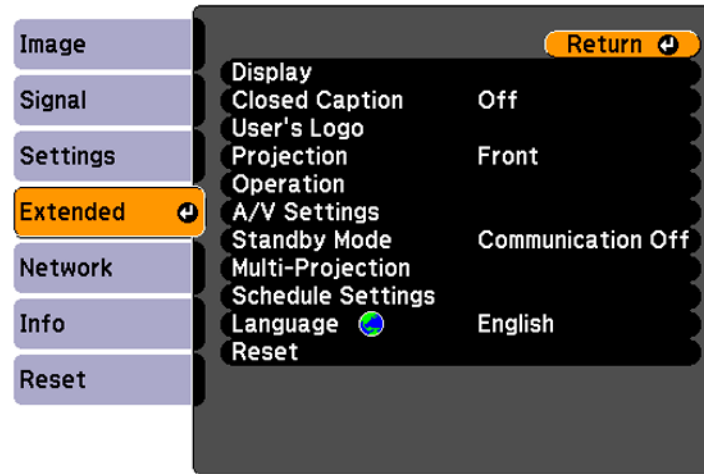 Image
Signal
Settings
Extended
Network
Info
Reset
Return
Display
Closed Caption Off
User's Logo
Projection Front
Operation
A/V Settings
Standby Mode Communication Off
Multi-Projection
Schedule Settings
Language English
Reset